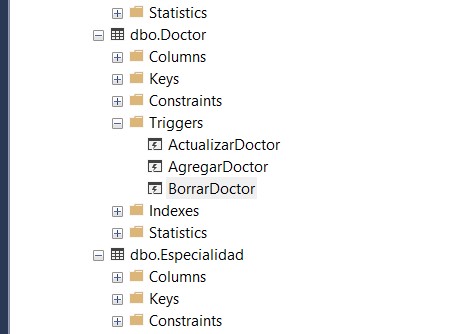 Statistics
dbo.Doctor
Columns
Keys
Constraints
Triggers
ActualizarDoctor
AgregarDoctor
BorrarDoctor
Indexes
Statistics
dbo.Especialidad
Columns
Keys
Constraints